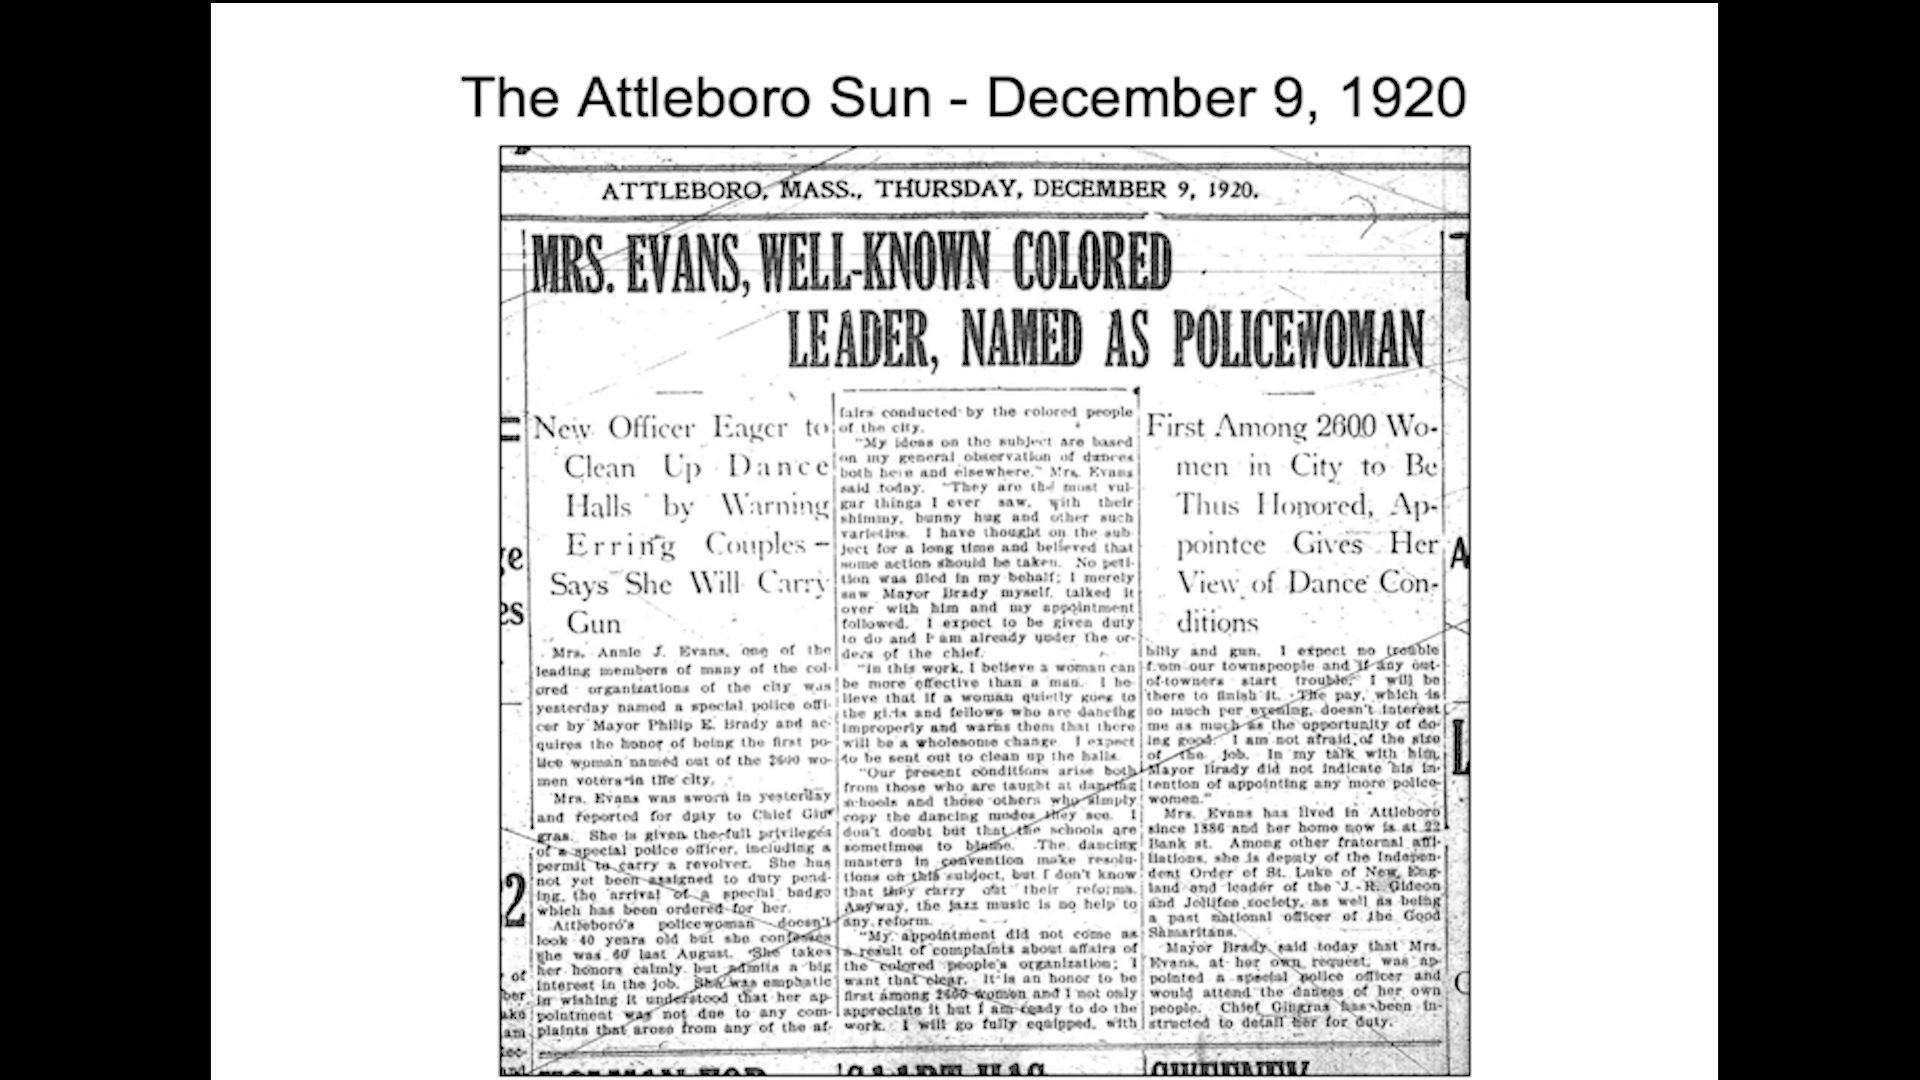 The Attleboro Sun - December 9, 1920
ATTLEBORO, MASS., THURSDAY, DECEMBER 9, 1920.
MRS. EVANS, WELL-KNOWN COLORED
LEADER, NAMED AS POLICEWOMAN
New Officer Eager to
Clean Up Dance
Halls by Warning
Erring Couples –
Says She Will Carry
Gun
Mrs. Annie J. Evans, one of the
leading members of many of the col-
ored organizations of the city was
yesterday named a special police offi-
cer by Mayor Philip E. Brady and ac-
quires the honor of being the first po-
lice woman named out of the 2600 wo-
men voters in the city.
Mrs. Evans was sworn in yesterday
and reported for duty to Chief Gin-
gras. She is given the full privileges
of a special police officer, including a
permit to carry a revolver. She has
not yet been assigned to duty pend-
ing the arrival of a special badge
which has been ordered for her.
Attleboro's policewoman doesn't
look 40 years old but she confesses
she was 60 last August. She takes
her honors calmly but admits a big
interest in the job. She was emphatic
in wishing it understood that her ap-
pointment was not due to any com-
plaints that arose from any of the af-
fairs conducted by the colored people
of the city.
"My ideas on the subject are based
on my general observation of dances
both here and elsewhere." Mrs. Evans
said today. "They are the most vul-
gar things I ever saw, with their
shimmy, bunny hug and other such
varieties. I have thought on the sub-
ject for a long time and believed that
some action should be taken. No peti-
tion was filed in my behalf; I merely
saw Mayor Brady myself, talked it
over with him and my appointment
followed. I expect to be given duty
to do and I am already under the or-
ders of the chief.
"In this work, I believe a woman can
be more effective than a man. I be-
lieve that if a woman quietly goes to
the girls and fellows who are dancing
improperly and warns them that there
will be a wholesome change. I expect
to be sent out to clean up the halls.
"Our present conditions arise both
from those who are taught at dancing
schools and those others who simply
copy the dancing modes they see. I
don't doubt but that the schools are
sometimes to blame. The dancing
masters in convention make resolu-
tions on this subject, but I don't know
that they carry out their reforms.
Anyway, the jazz music is no help to
any reform.
"My appointment did not come as
a result of complaints about affairs of
the colored people's organization; I
want that clear. It is an honor to be
first among 2600 women and I not only
appreciate it but I am ready to do the
work. I will go fully equipped, with
First Among 2600 Wo-
men in City to Be
Thus Honored, Ap-
pointee Gives Her
View of Dance Con-
ditions
billy and gun. I expect no trouble
from our townspeople and if any out-
of-towners start trouble, I will be
there to finish it. The pay, which is
so much per evening, doesn't interest
me as much as the opportunity of do-
ing good. I am not afraid of the size
of the job. In my talk with him,
Mayor Brady did not indicate his in-
tention of appointing any more police-
women."
Mrs. Evans has lived in Attleboro
since 1886 and her home now is at 22
Bank st. Among other fraternal affi-
liations, she is deputy of the Indepen-
dent Order of St. Luke of New Eng-
land and leader of the J. R. Gideon
and Jollifee society, as well as being
a past national officer of the Good
Samaritans.
Mayor Brady said today that Mrs.
Evans, at her own request, was ap-
pointed a special police officer and
would attend the dances of her own
people. Chief Gingras has been in-
structed to detail her for duty.